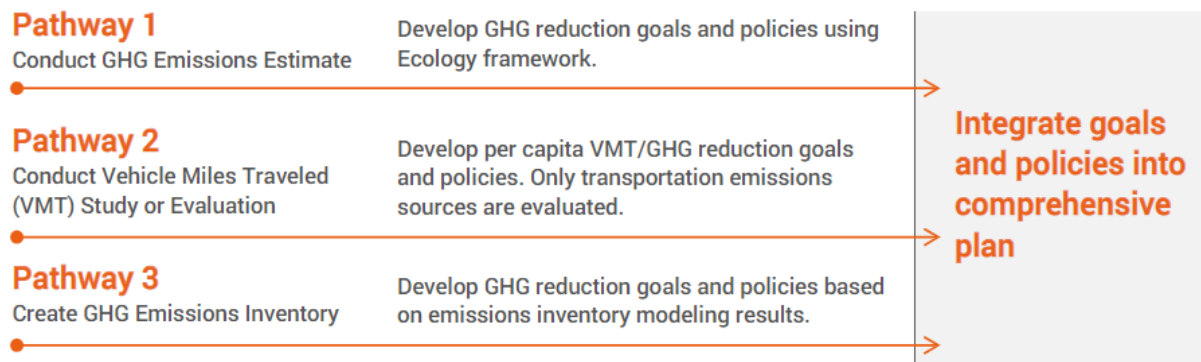 Pathway 1
Conduct GHG Emissions Estimate
Develop GHG reduction goals and policies using
Ecology framework.
Pathway 2
Conduct Vehicle Miles Traveled
(VMT) Study or Evaluation
Develop per capita VMT/GHG reduction goals
and policies. Only transportation emissions
sources are evaluated.
Pathway 3
Create GHG Emissions Inventory
Develop GHG reduction goals and policies based
on emissions inventory modeling results.
Integrate goals
and policies into
comprehensive
plan